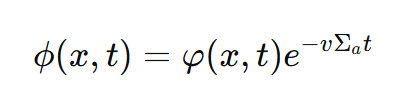 ϕ(x, t) = φ(x, t)e^{−vΣ_a t}